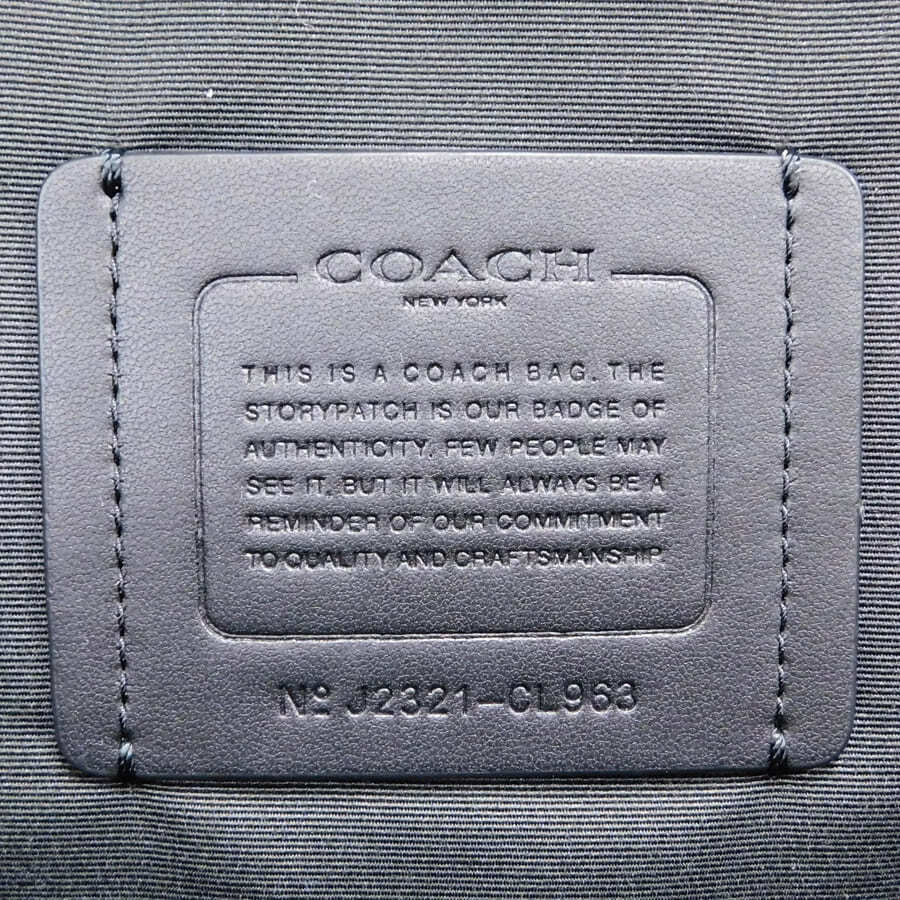 COACH
NEW YORK
THIS IS A COACH BAG. THE
STORYPATCH IS OUR BADGE OF
AUTHENTICITY. FEW PEOPLE MAY
SEE IT, BUT IT WILL ALWAYS BE A
REMINDER OF OUR COMMITMENT
TO QUALITY AND CRAFTSMANSHIP.
Nº J2321-CL963